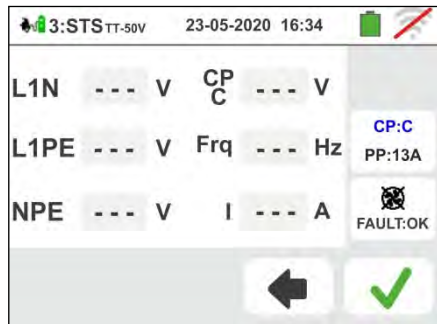 3:STS TT-50V 23-05-2020 16:34
L1N - - - V CP C - - - V
L1PE - - - V Frq - - - Hz
NPE - - - V I - - - A
CP:C
PP:13A
FAULT:OK